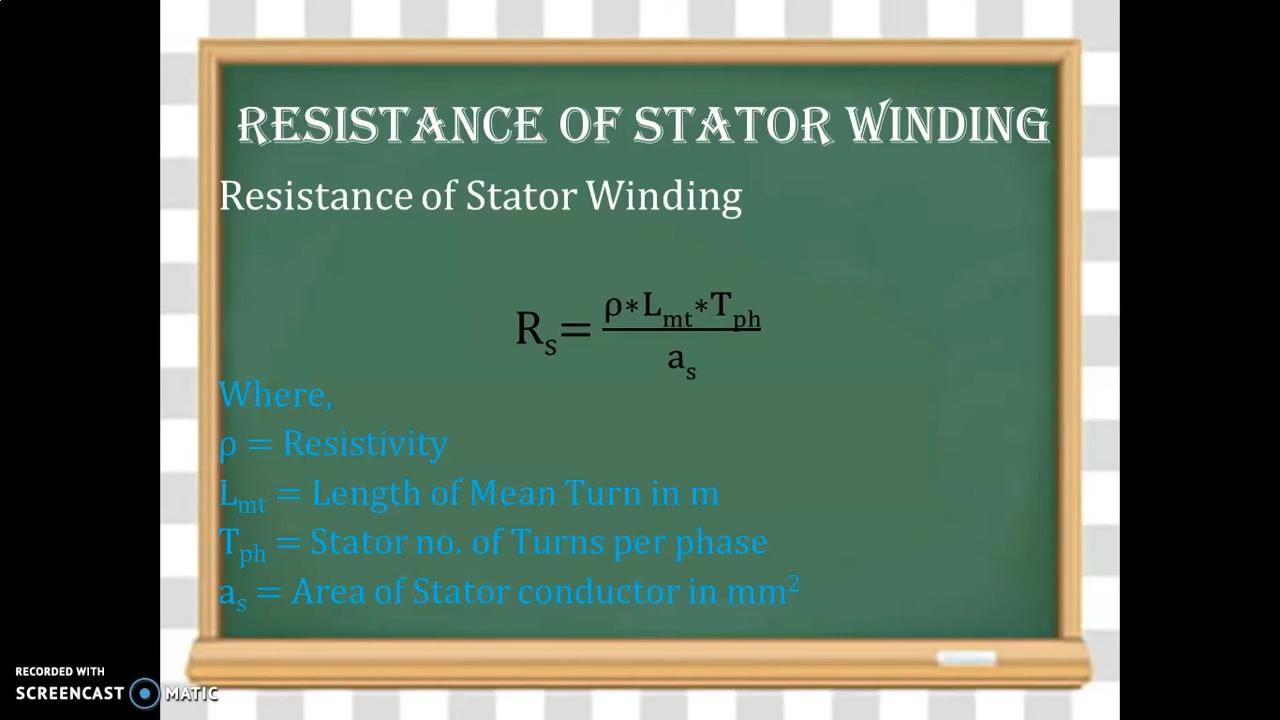 RESISTANCE OF STATOR WINDING
Resistance of Stator Winding
Rₛ= ρ∗Lₘₜ∗Tₚₕ / aₛ
Where,
ρ = Resistivity
Lₘₜ = Length of Mean Turn in m
Tₚₕ = Stator no. of Turns per phase
aₛ = Area of Stator conductor in mm²
RECORDED WITH
SCREENCAST MATIC